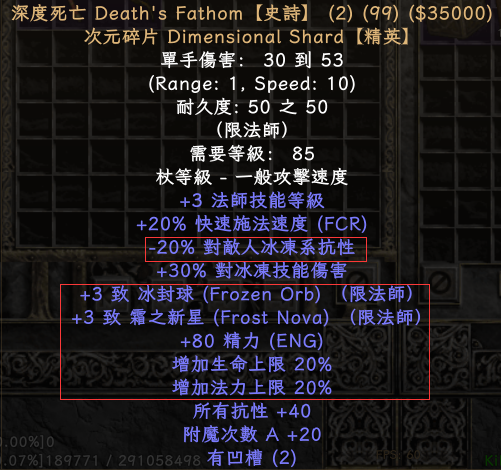 深度死亡 Death's Fathom【史詩】 (2) (99) ($35000)
次元碎片 Dimensional Shard【精英】
單手傷害： 30 到 53
(Range: 1, Speed: 10)
耐久度: 50 之 50
(限法師)
需要等級： 85
杖等級 - 一般攻擊速度
+3 法師技能等級
+20% 快速施法速度 (FCR)
-20% 對敵人冰凍系抗性
+30% 對冰凍技能傷害
+3 致 冰封球 (Frozen Orb) （限法師）
+3 致 霜之新星 (Frost Nova) （限法師）
+80 精力 (ENG)
增加生命上限 20%
增加法力上限 20%
所有抗性 +40
附魔次數 A +20
有凹槽 (2)
0.00%]0
0.07%]189771 / 291058498